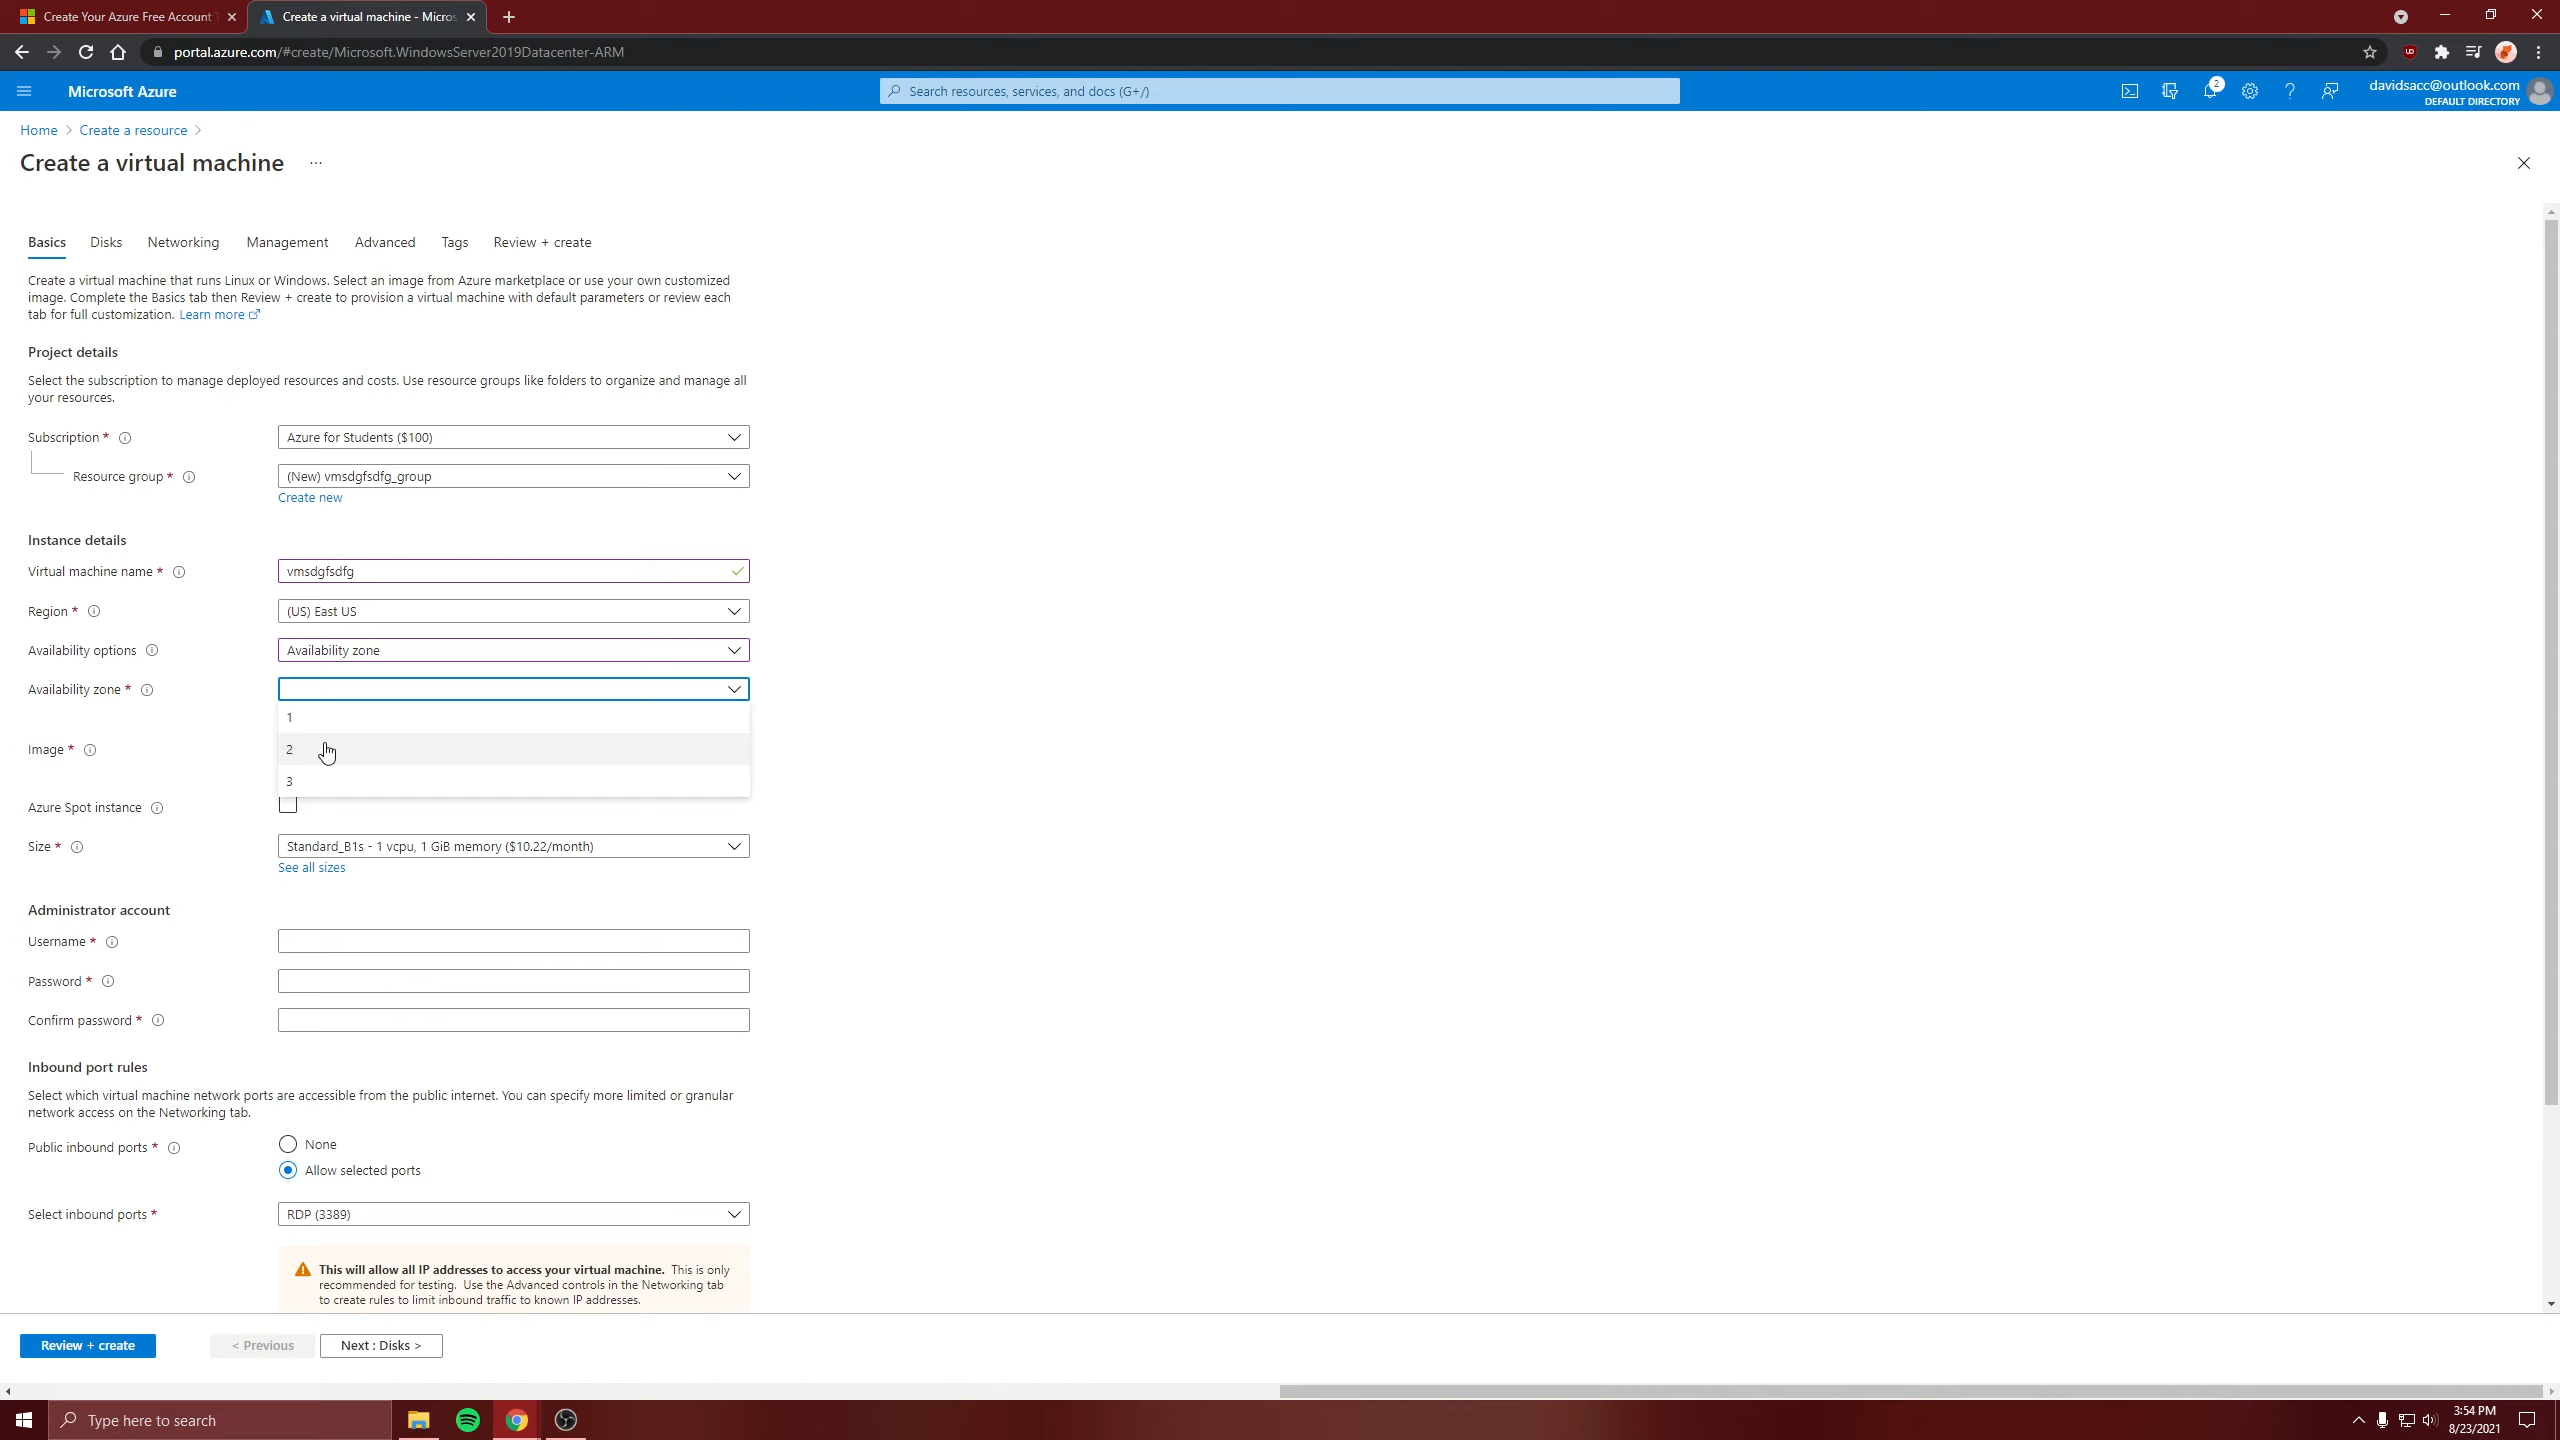 Create Your Azure Free Account T
Create a virtual machine - Micros
portal.azure.com/#create/Microsoft.WindowsServer2019Datacenter-ARM
Microsoft Azure
Search resources, services, and docs (G+/)
2
davidsacc@outlook.com
DEFAULT DIRECTORY
Home > Create a resource >
Create a virtual machine ...
Basics Disks Networking Management Advanced Tags Review + create
Create a virtual machine that runs Linux or Windows. Select an image from Azure marketplace or use your own customized
image. Complete the Basics tab then Review + create to provision a virtual machine with default parameters or review each
tab for full customization. Learn more
Project details
Select the subscription to manage deployed resources and costs. Use resource groups like folders to organize and manage all
your resources.
Subscription * Azure for Students ($100)
Resource group * (New) vmsdgfsdfg_group
Create new
Instance details
Virtual machine name * vmsdgfsdfg
Region * (US) East US
Availability options Availability zone
Availability zone *
1
Image * 2
3
Azure Spot instance
Size * Standard_B1s - 1 vcpu, 1 GiB memory ($10.22/month)
See all sizes
Administrator account
Username *
Password *
Confirm password *
Inbound port rules
Select which virtual machine network ports are accessible from the public internet. You can specify more limited or granular
network access on the Networking tab.
Public inbound ports * None
Allow selected ports
Select inbound ports * RDP (3389)
This will allow all IP addresses to access your virtual machine. This is only
recommended for testing. Use the Advanced controls in the Networking tab
to create rules to limit inbound traffic to known IP addresses.
Review + create < Previous Next : Disks >
Type here to search
3:54 PM
8/23/2021